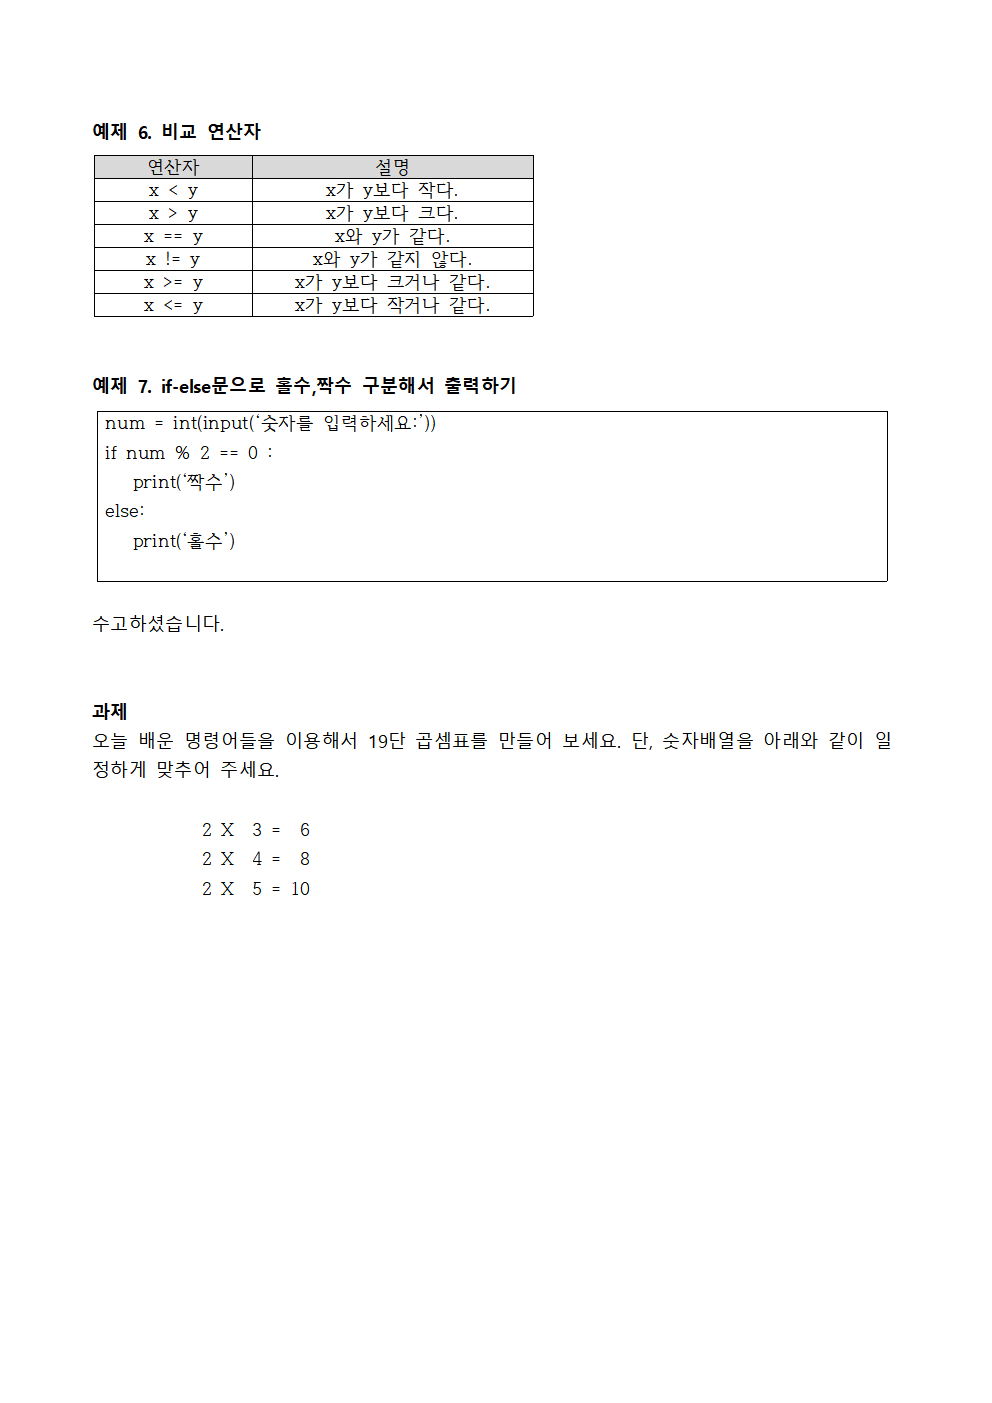 예제 6. 비교 연산자
연산자 설명
x < y x가 y보다 작다.
x > y x가 y보다 크다.
x == y x와 y가 같다.
x != y x와 y가 같지 않다.
x >= y x가 y보다 크거나 같다.
x <= y x가 y보다 작거나 같다.
예제 7. if-else문으로 홀수,짝수 구분해서 출력하기
num = int(input(‘숫자를 입력하세요:’))
if num % 2 == 0 :
print(‘짝수’)
else:
print(‘홀수’)
수고하셨습니다.
과제
오늘 배운 명령어들을 이용해서 19단 곱셈표를 만들어 보세요. 단, 숫자배열을 아래와 같이 일
정하게 맞추어 주세요.
2 X 3 = 6
2 X 4 = 8
2 X 5 = 10